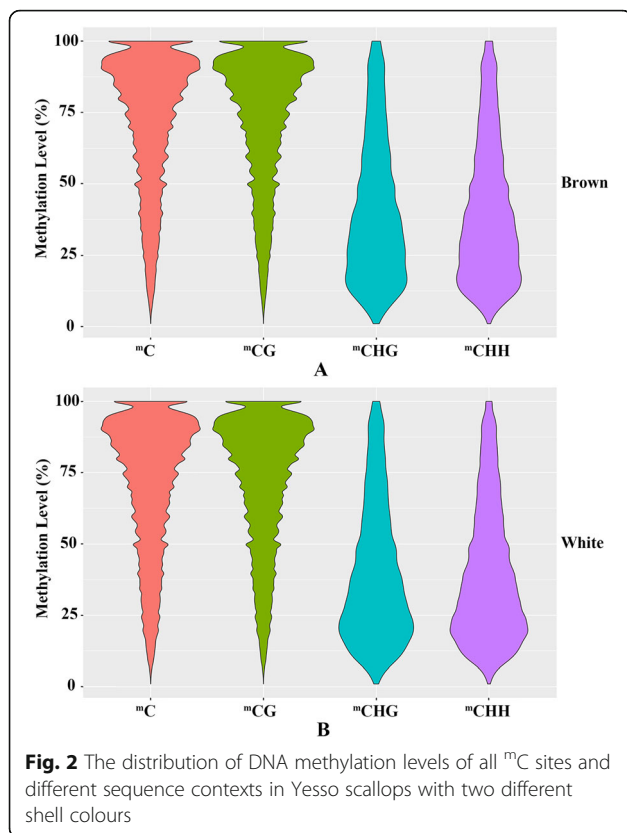 100
75
50
25
0
Methylation Level (%)
Brown
ᵐC ᵐCG ᵐCHG ᵐCHH
A
100
75
50
25
0
Methylation Level (%)
White
ᵐC ᵐCG ᵐCHG ᵐCHH
B
Fig. 2 The distribution of DNA methylation levels of all ᵐC sites and
different sequence contexts in Yesso scallops with two different
shell colours